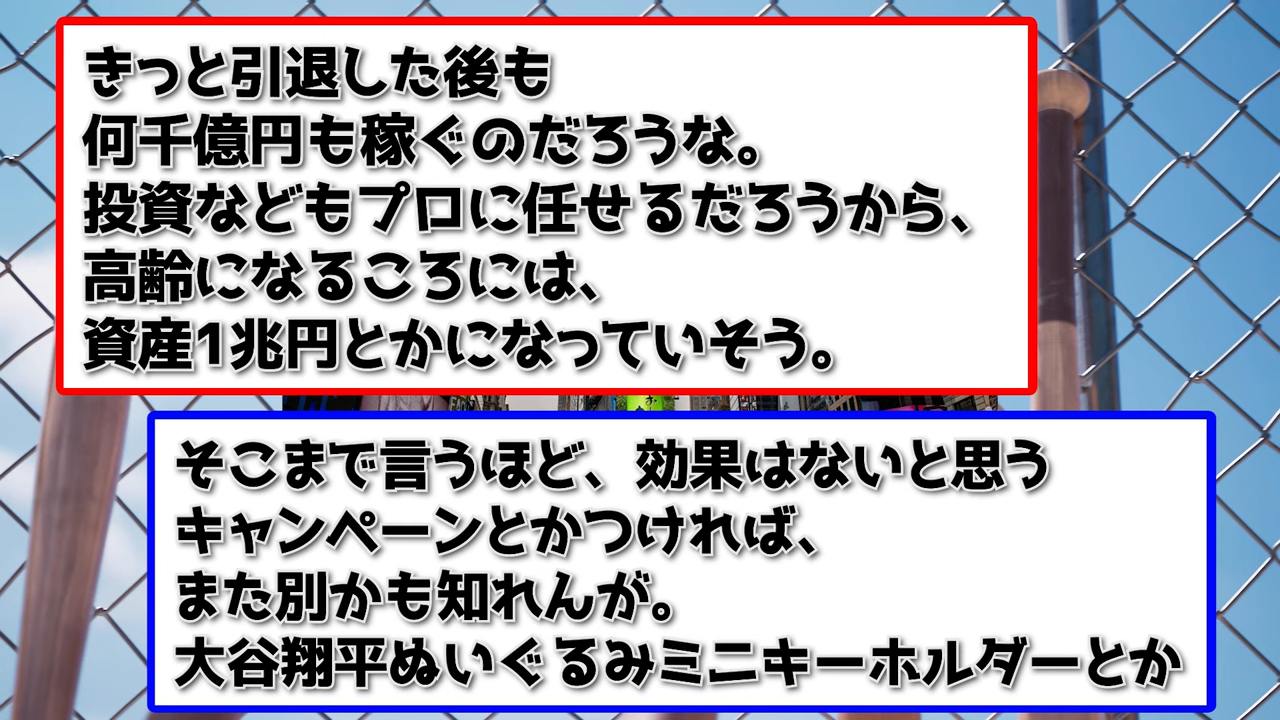 きっと引退した後も
何千億円も稼ぐのだろうな。
投資などもプロに任せるだろうから、
高齢になるころには、
資産1兆円とかになっていそう。
そこまで言うほど、効果はないと思う
キャンペーンとかつければ、
また別かも知れんが。
大谷翔平ぬいぐるみミニキーホルダーとか